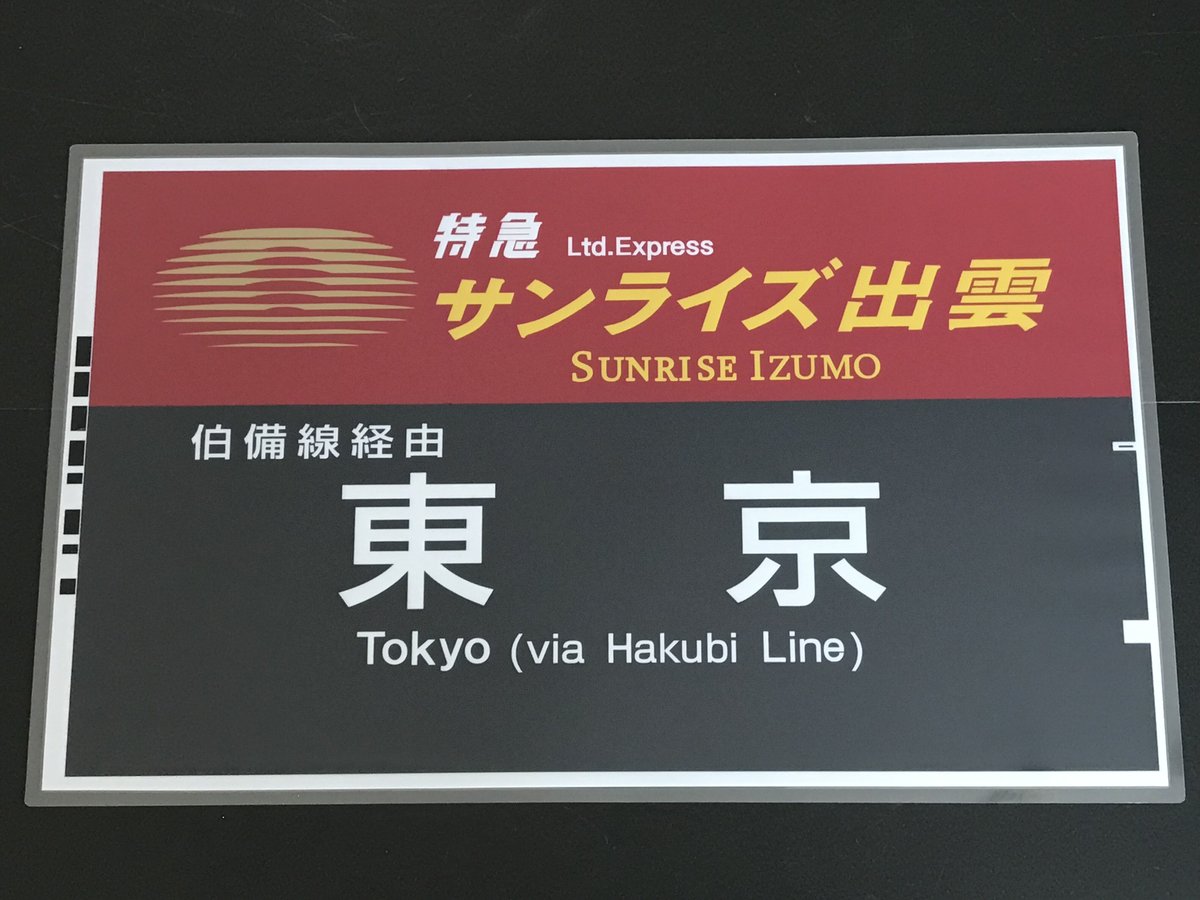 特急 Ltd.Express
サンライズ出雲
SUNRISE IZUMO
伯備線経由
東京
Tokyo (via Hakubi Line)